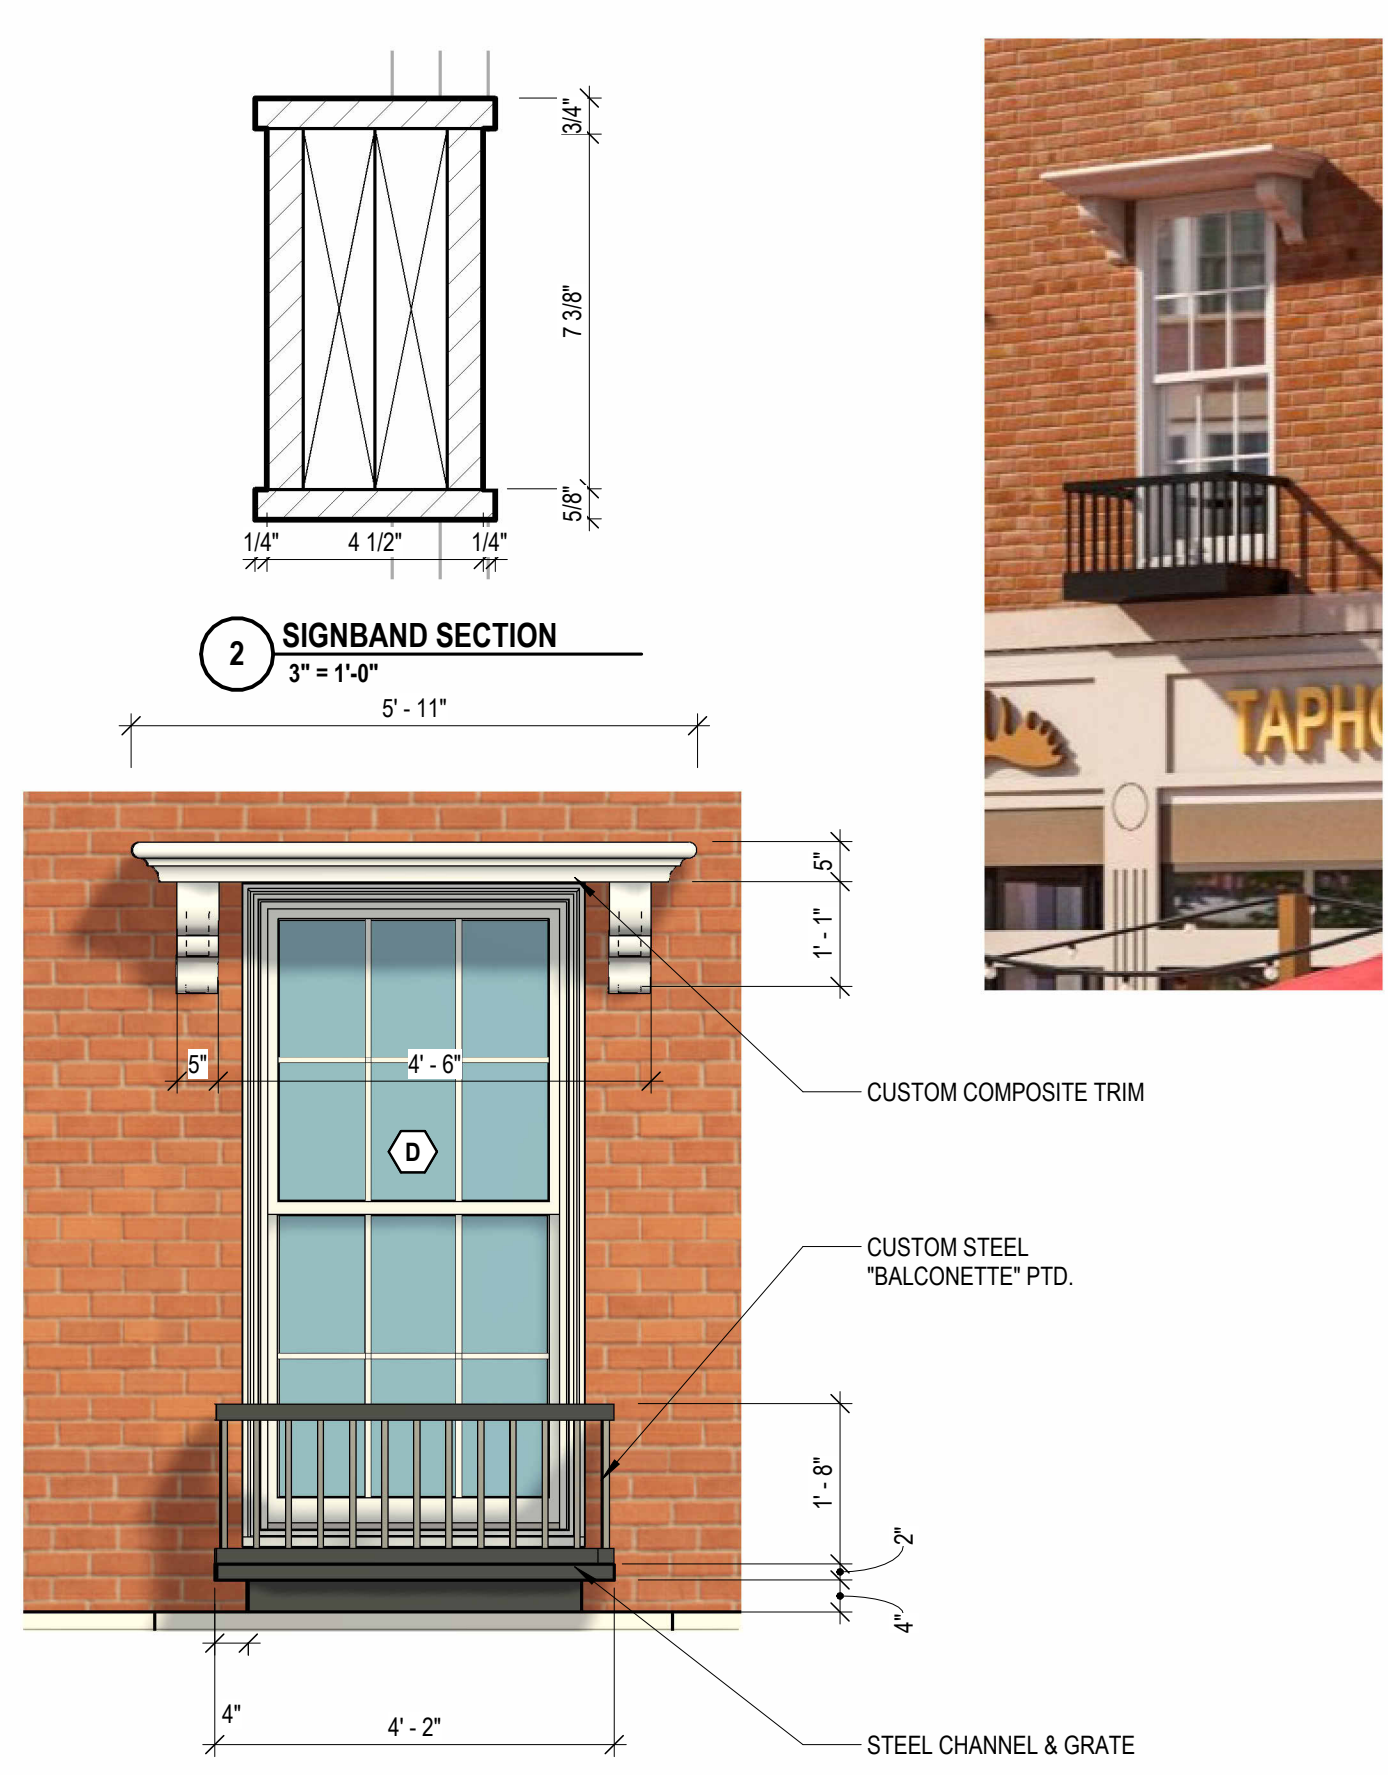 3/4"
7 3/8"
5/8"
1/4" 4 1/2" 1/4"
2 SIGNBAND SECTION
3" = 1'-0"
5' - 11"
TAPHO
5"
1' - 1"
5" 4' - 6"
CUSTOM COMPOSITE TRIM
D
CUSTOM STEEL
"BALCONETTE" PTD.
1' - 8"
2"
4"
4"
4' - 2"
STEEL CHANNEL & GRATE